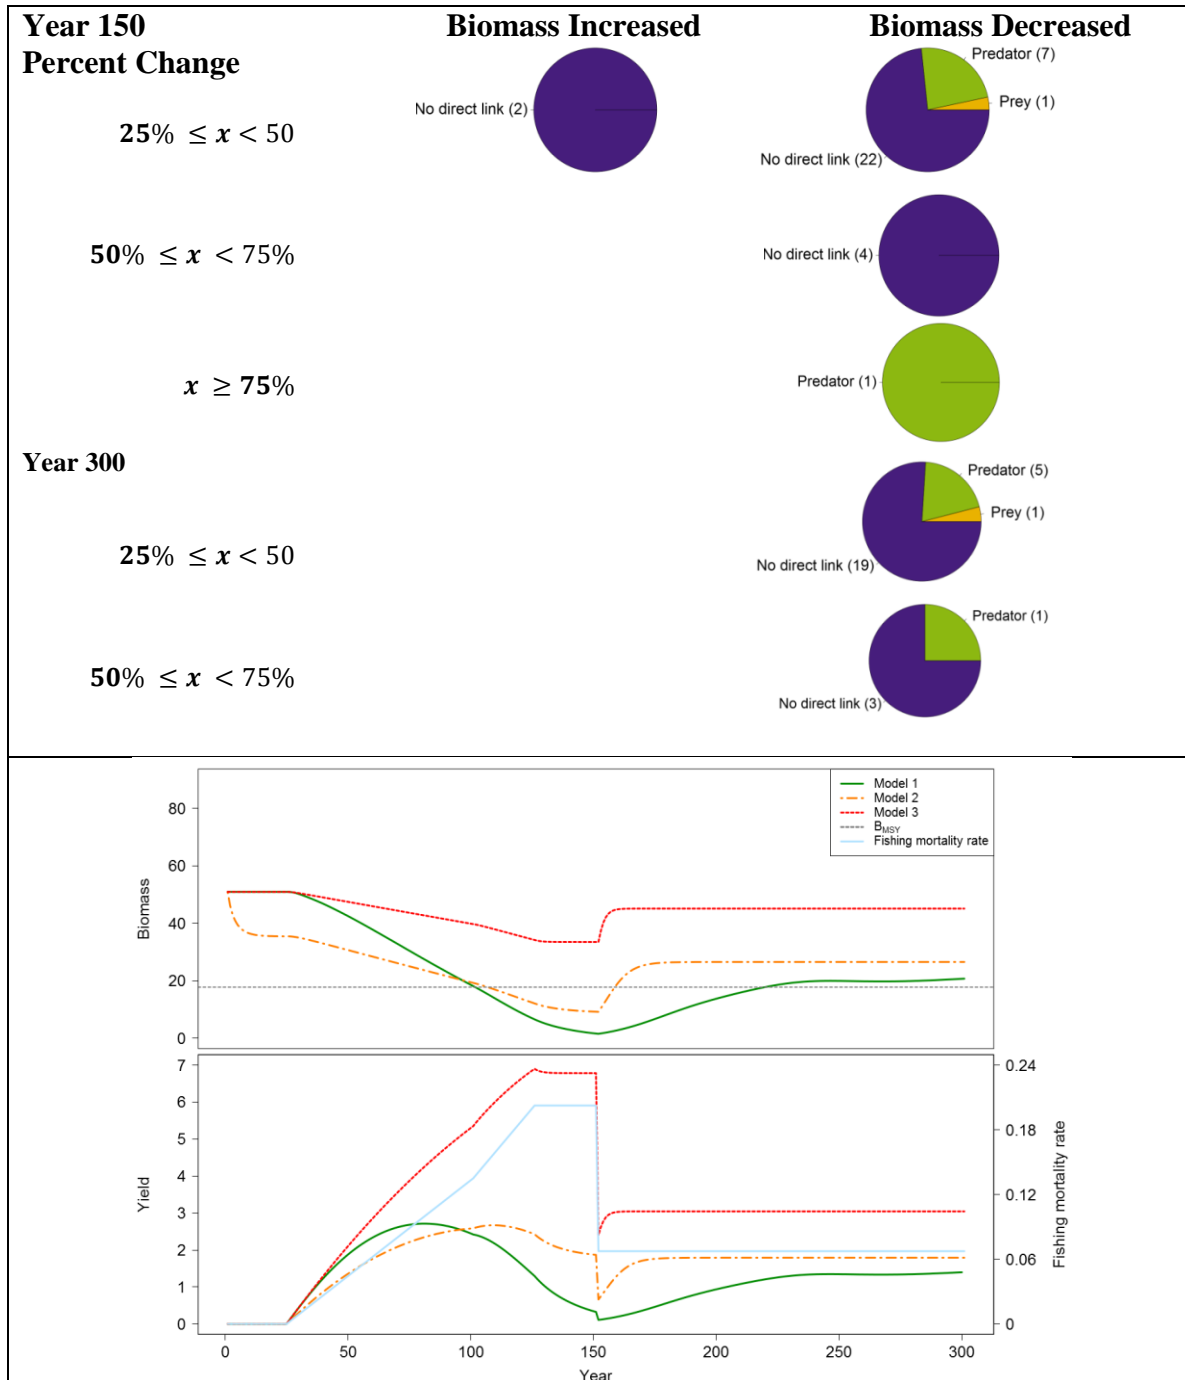 Year 150 Biomass Increased Biomass Decreased
Percent Change
Predator (7)
Prey (1)
No direct link (2)
25% ≤ x < 50
No direct link (22)
50% ≤ x < 75%
No direct link (4)
x ≥ 75%
Predator (1)
Year 300
Predator (5)
Prey (1)
25% ≤ x < 50
No direct link (19)
Predator (1)
50% ≤ x < 75%
No direct link (3)
Model 1
Model 2
Model 3
BMSY
Fishing mortality rate
80
60
40
20
0
Biomass
7
6
5
4
3
2
1
0
Yield
0.24
0.18
0.12
0.06
0
Fishing mortality rate
0 50 100 150 200 250 300
Year